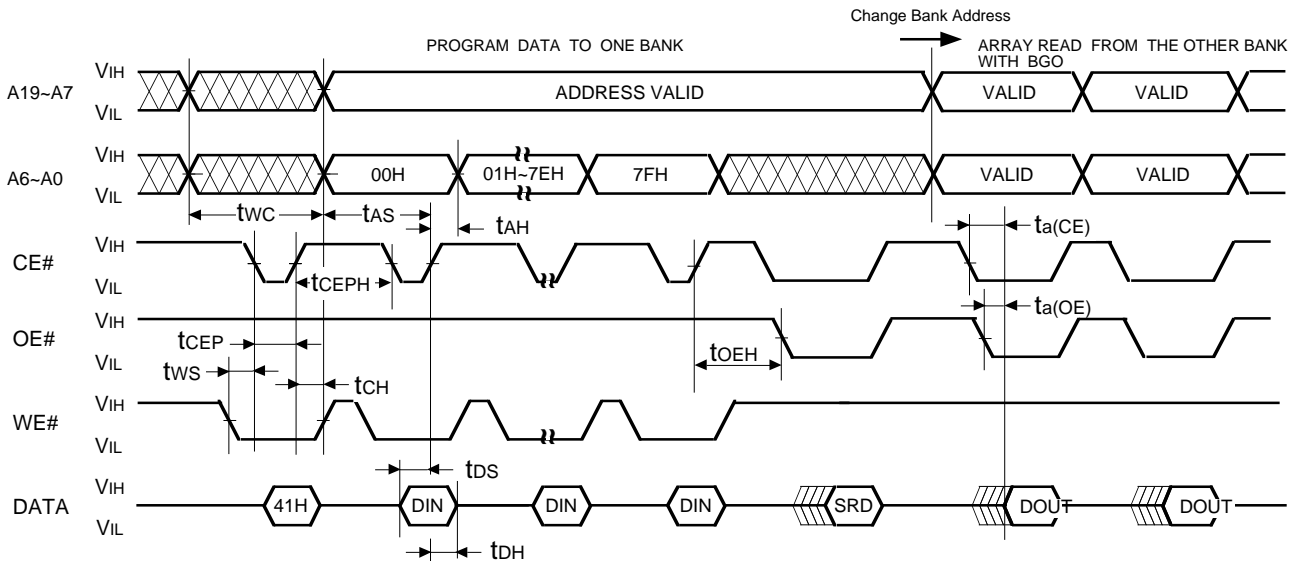 Change Bank Address
PROGRAM DATA TO ONE BANK
ARRAY READ FROM THE OTHER BANK
WITH BGO
A19~A7
VIH
VIL
ADDRESS VALID
VALID
VALID
A6~A0
VIH
VIL
00H
01H~7EH
7FH
VALID
VALID
tWC
tAS
tAH
ta(CE)
CE#
VIH
VIL
tCEPH
ta(OE)
OE#
VIH
VIL
tCEP
tOEH
tWS
tCH
WE#
VIH
VIL
tDS
DATA
VIH
VIL
41H
DIN
DIN
DIN
SRD
DOUT
DOUT
tDH